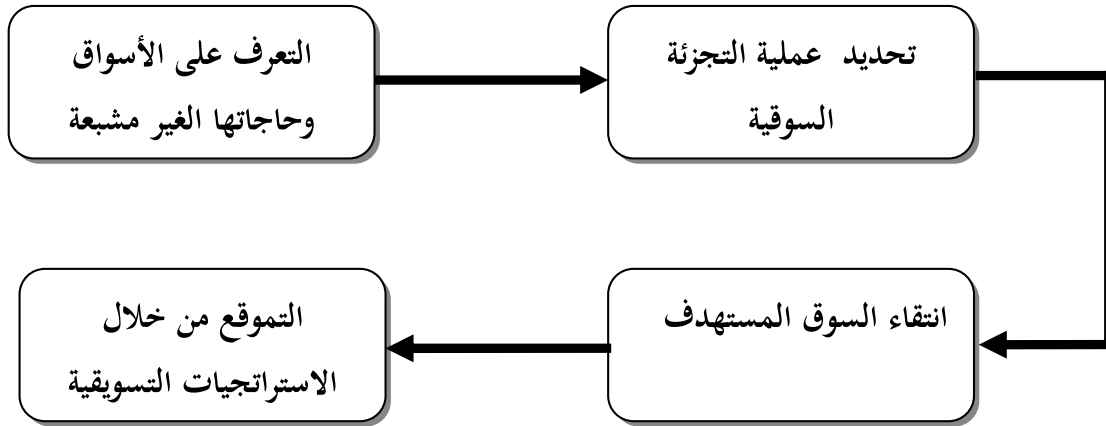 التعرف على الأسواق
وحاجاتها الغير مشبعة
تحديد عملية التجزئة
السوقية
انتقاء السوق المستهدف
التموقع من خلال
الاستراتجيات التسويقية